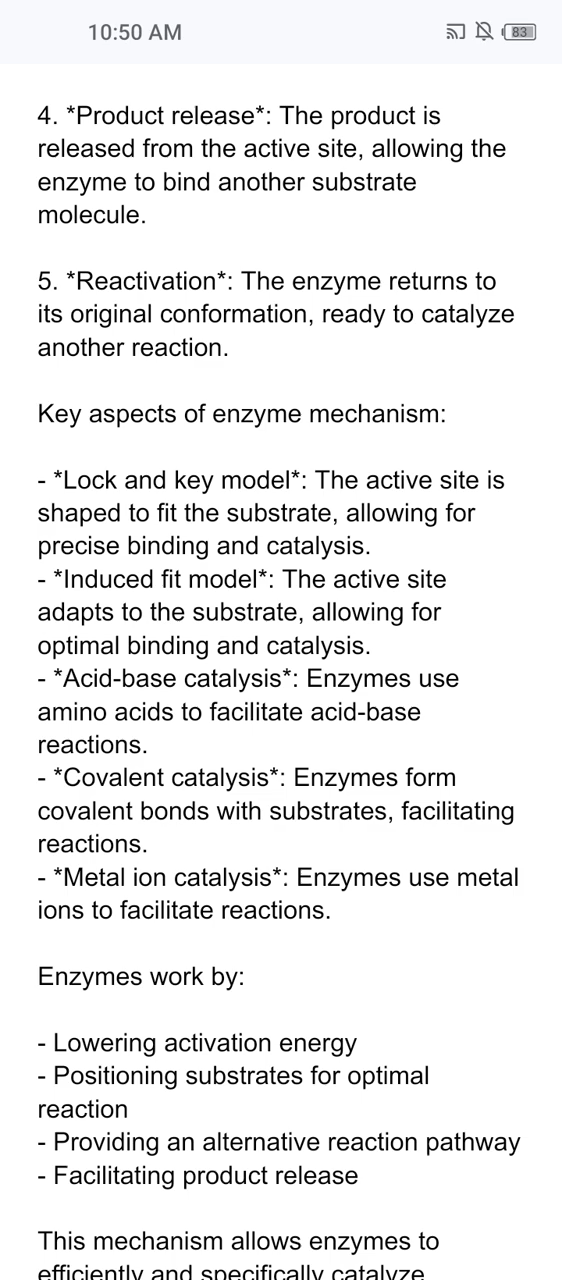 10:50 AM
83
4. *Product release*: The product is
released from the active site, allowing the
enzyme to bind another substrate
molecule.
5. *Reactivation*: The enzyme returns to
its original conformation, ready to catalyze
another reaction.
Key aspects of enzyme mechanism:
- *Lock and key model*: The active site is
shaped to fit the substrate, allowing for
precise binding and catalysis.
- *Induced fit model*: The active site
adapts to the substrate, allowing for
optimal binding and catalysis.
- *Acid-base catalysis*: Enzymes use
amino acids to facilitate acid-base
reactions.
- *Covalent catalysis*: Enzymes form
covalent bonds with substrates, facilitating
reactions.
- *Metal ion catalysis*: Enzymes use metal
ions to facilitate reactions.
Enzymes work by:
- Lowering activation energy
- Positioning substrates for optimal
reaction
- Providing an alternative reaction pathway
- Facilitating product release
This mechanism allows enzymes to
efficiently and specifically catalyze